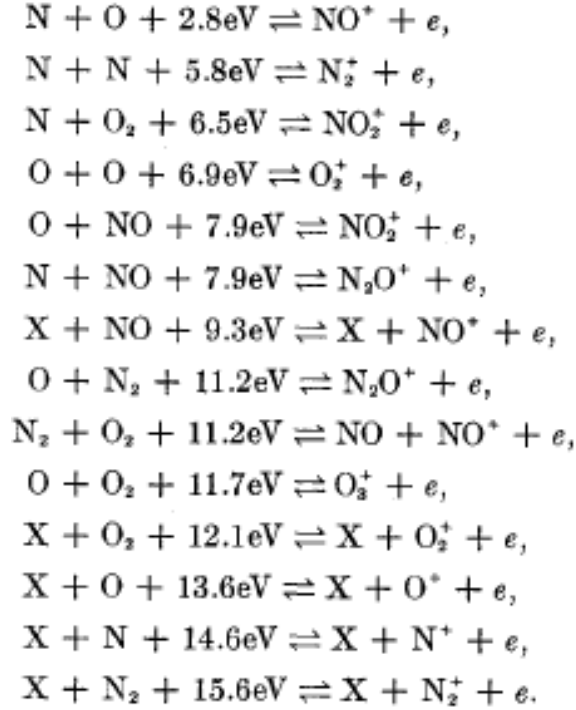 N + O + 2.8eV ⇌ NO⁺ + e,
N + N + 5.8eV ⇌ N₂⁺ + e,
N + O₂ + 6.5eV ⇌ NO₂⁺ + e,
O + O + 6.9eV ⇌ O₂⁺ + e,
O + NO + 7.9eV ⇌ NO₂⁺ + e,
N + NO + 7.9eV ⇌ N₂O⁺ + e,
X + NO + 9.3eV ⇌ X + NO⁺ + e,
O + N₂ + 11.2eV ⇌ N₂O⁺ + e,
N₂ + O₂ + 11.2eV ⇌ NO + NO⁺ + e,
O + O₂ + 11.7eV ⇌ O₃⁺ + e,
X + O₂ + 12.1eV ⇌ X + O₂⁺ + e,
X + O + 13.6eV ⇌ X + O⁺ + e,
X + N + 14.6eV ⇌ X + N⁺ + e,
X + N₂ + 15.6eV ⇌ X + N₂⁺ + e.